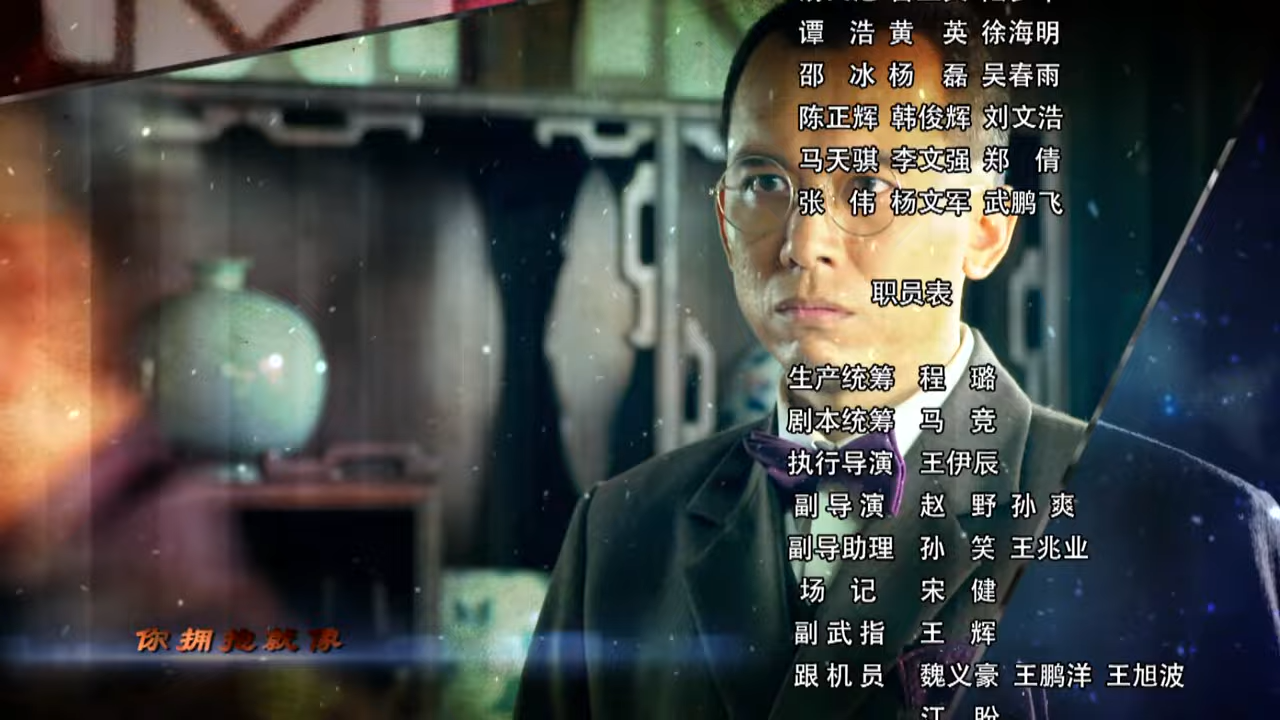 谭 浩 黄 英 徐海明
邵 冰 杨 磊 吴春雨
陈正辉 韩俊辉 刘文浩
马天骐 李文强 郑 倩
张 伟 杨文军 武鹏飞
职员表
生产统筹 程 璐
剧本统筹 马 竞
执行导演 王伊辰
副导演 赵 野 孙 爽
副导助理 孙 笑 王兆业
场 记 宋 健
副武指 王 辉
跟机员 魏义豪 王鹏洋 王旭波
你拥抱就像